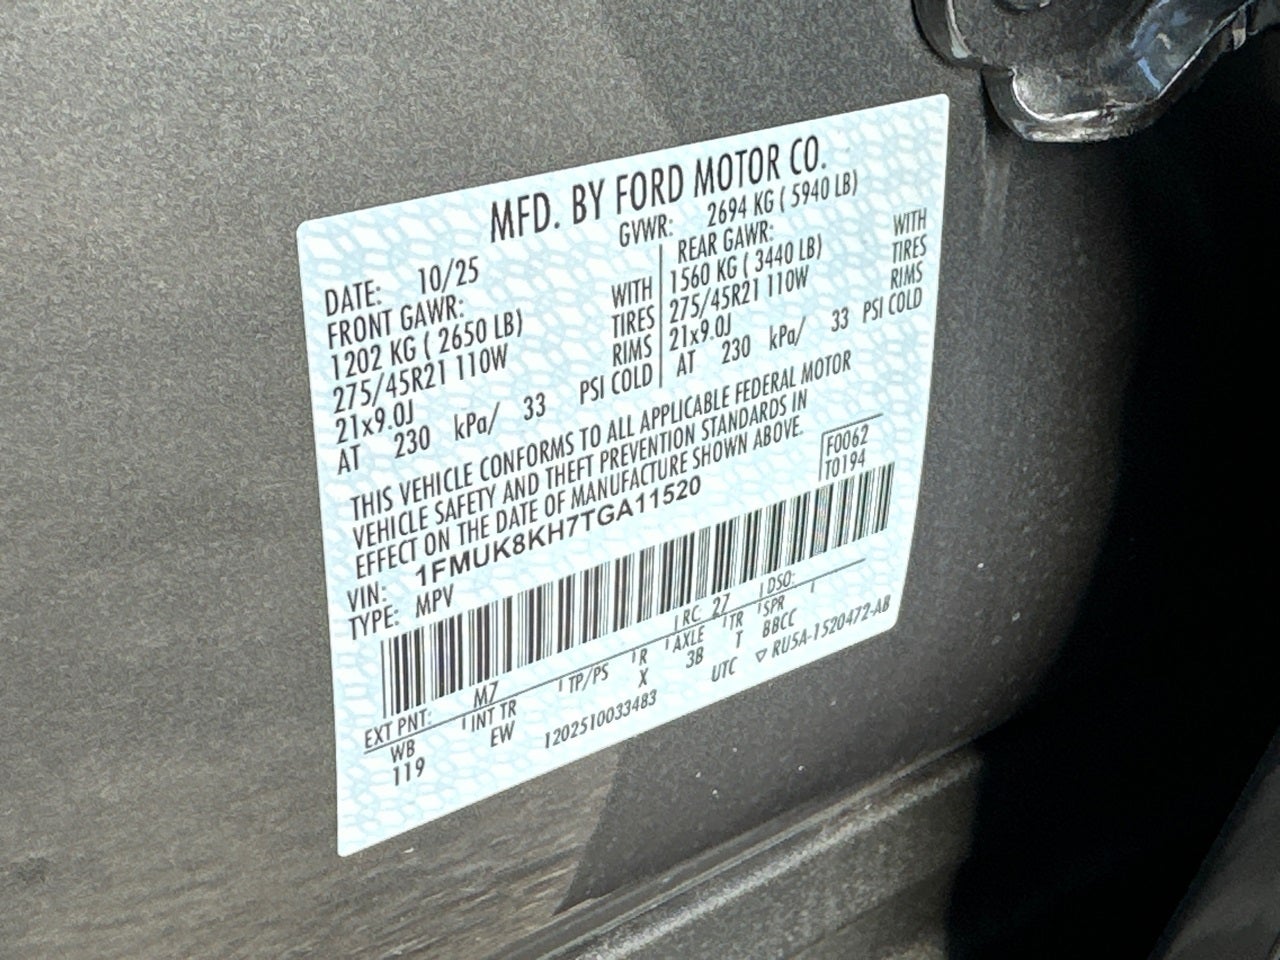 MFD. BY FORD MOTOR CO.
DATE: 10/25
GVWR: 2694 KG ( 5940 LB)
FRONT GAWR:
1202 KG ( 2650 LB) WITH
275/45R21 110W TIRES
21x9.0J RIMS
AT 230 kPa/ 33 PSI COLD
REAR GAWR:
1560 KG ( 3440 LB) WITH
275/45R21 110W TIRES
21x9.0J RIMS
AT 230 kPa/ 33 PSI COLD
THIS VEHICLE CONFORMS TO ALL APPLICABLE FEDERAL MOTOR
VEHICLE SAFETY AND THEFT PREVENTION STANDARDS IN
EFFECT ON THE DATE OF MANUFACTURE SHOWN ABOVE.
F0062
T0194
VIN: 1FMUK8KH7TGA11520
TYPE: MPV
EXT PNT: M7 RC 27 DSO:
WB INT TR TP/PS R AXLE TR SPR
119 EW X 3B T BBCC
1202510033483 UTC ▽ RU5A-1520472-AB